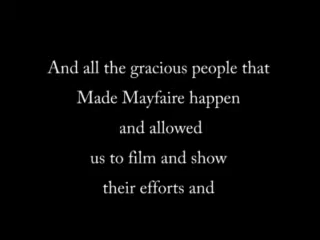 And all the gracious people that
Made Mayfaire happen
and allowed
us to film and show
their efforts and